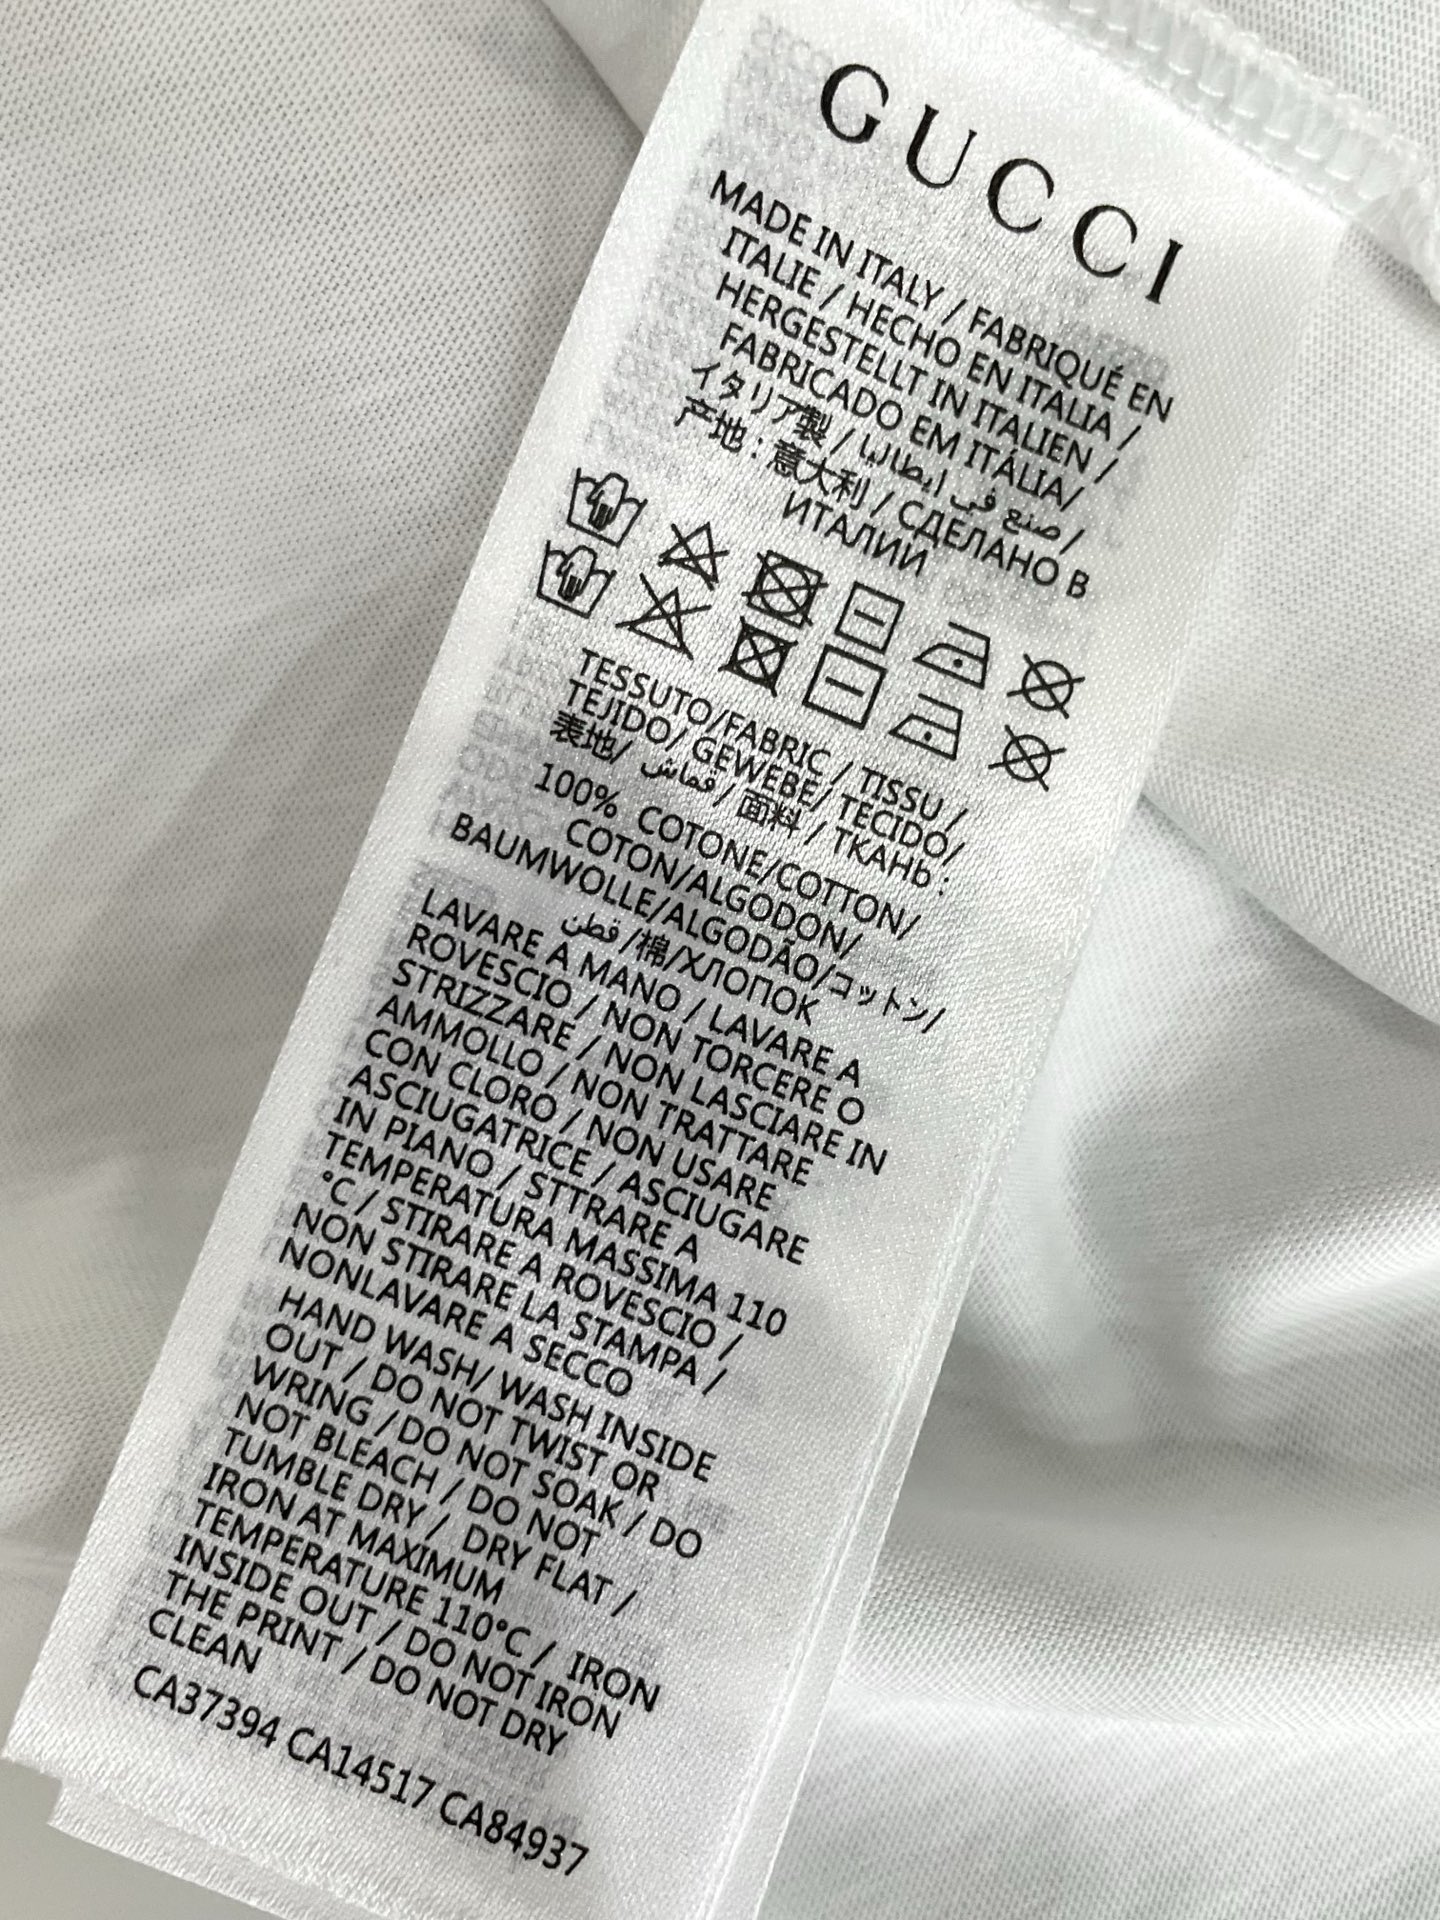 GUCCI
MADE IN ITALY / FABRIQUÉ EN
ITALIE / HECHO EN ITALIA /
HERGESTELLT IN ITALIEN /
FABRICADO EM ITÁLIA/
イタリア製 / صنع في إيطاليا /
产地 : 意大利 / СДЕЛАНО В
ИТАЛИИ
TESSUTO/FABRIC / TISSU /
TEJIDO/ GEWEBE/ TECIDO/
表地/ قماش / 面料 / ТКАНЬ :
100% COTONE/COTTON/
COTON/ALGODON/
BAUMWOLLE/ALGODÃO/コットン/
قطن /棉/ХЛОПОК
LAVARE A MANO / LAVARE A
ROVESCIO / NON TORCERE O
STRIZZARE / NON LASCIARE IN
AMMOLLO / NON TRATTARE
CON CLORO / NON USARE
ASCIUGATRICE / ASCIUGARE
IN PIANO / STTRARE A
TEMPERATURA MASSIMA 110
°C / STIRARE A ROVESCIO /
NON STIRARE LA STAMPA /
NONLAVARE A SECCO
HAND WASH/ WASH INSIDE
OUT / DO NOT TWIST OR
WRING / DO NOT SOAK / DO
NOT BLEACH / DO NOT
TUMBLE DRY / DRY FLAT /
IRON AT MAXIMUM
TEMPERATURE 110°C / IRON
INSIDE OUT / DO NOT IRON
THE PRINT / DO NOT DRY
CLEAN
CA37394 CA14517 CA84937